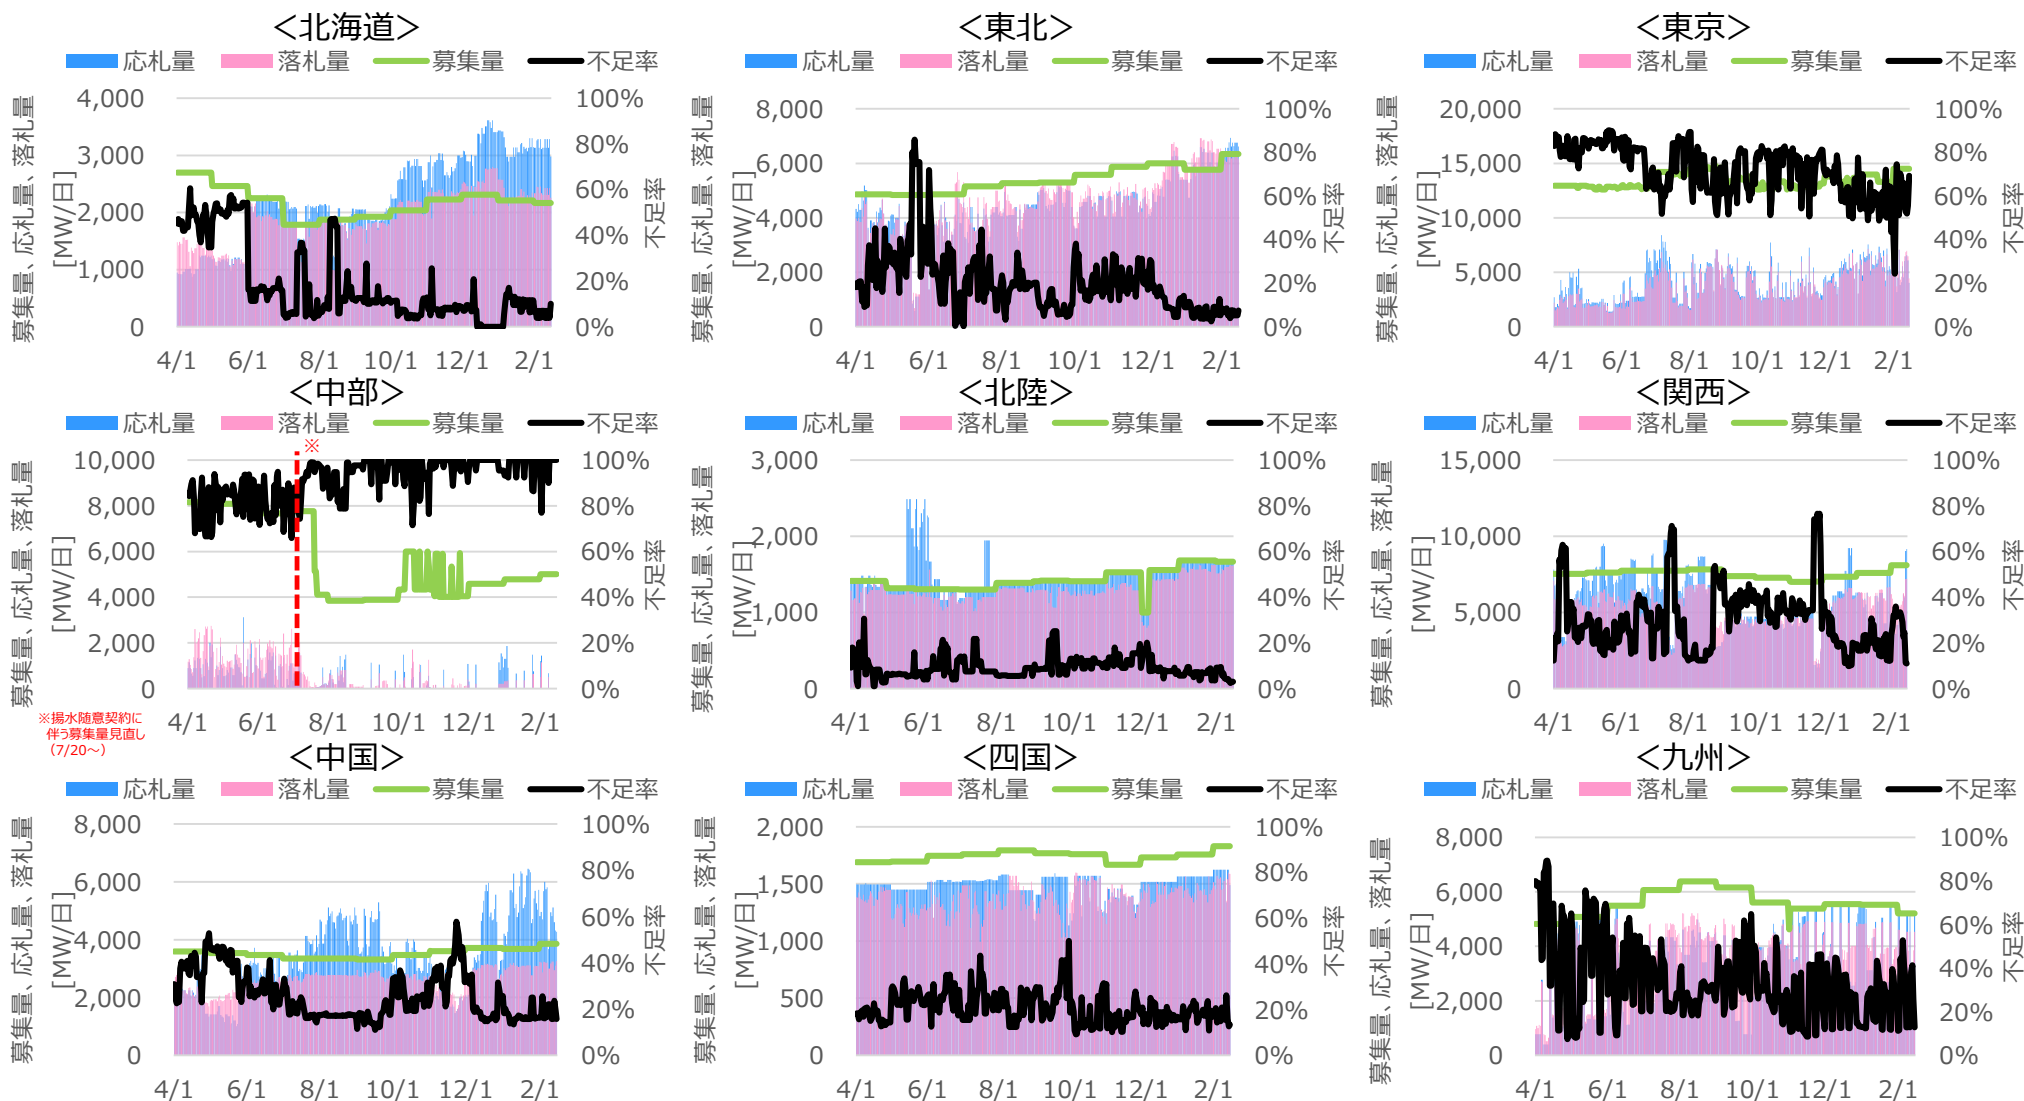 ＜北海道＞
応札量 落札量 募集量 不足率
募集量、応札量、落札量
[MW/日]
4,000
3,000
2,000
1,000
0
100%
80%
60%
40%
20%
0%
不足率
4/1 6/1 8/1 10/1 12/1 2/1
＜東北＞
応札量 落札量 募集量 不足率
募集量、応札量、落札量
[MW/日]
8,000
6,000
4,000
2,000
0
100%
80%
60%
40%
20%
0%
不足率
4/1 6/1 8/1 10/1 12/1 2/1
＜東京＞
応札量 落札量 募集量 不足率
募集量、応札量、落札量
[MW/日]
20,000
15,000
10,000
5,000
0
100%
80%
60%
40%
20%
0%
不足率
4/1 6/1 8/1 10/1 12/1 2/1
＜中部＞
応札量 落札量 募集量 不足率
※
募集量、応札量、落札量
[MW/日]
10,000
8,000
6,000
4,000
2,000
0
100%
80%
60%
40%
20%
0%
不足率
4/1 6/1 8/1 10/1 12/1 2/1
※揚水随意契約に
伴う募集量見直し
（7/20～）
＜北陸＞
応札量 落札量 募集量 不足率
募集量、応札量、落札量
[MW/日]
3,000
2,000
1,000
0
100%
80%
60%
40%
20%
0%
不足率
4/1 6/1 8/1 10/1 12/1 2/1
＜関西＞
応札量 落札量 募集量 不足率
募集量、応札量、落札量
[MW/日]
15,000
10,000
5,000
0
100%
80%
60%
40%
20%
0%
不足率
4/1 6/1 8/1 10/1 12/1 2/1
＜中国＞
応札量 落札量 募集量 不足率
募集量、応札量、落札量
[MW/日]
8,000
6,000
4,000
2,000
0
100%
80%
60%
40%
20%
0%
不足率
4/1 6/1 8/1 10/1 12/1 2/1
＜四国＞
応札量 落札量 募集量 不足率
募集量、応札量、落札量
[MW/日]
2,000
1,500
1,000
500
0
100%
80%
60%
40%
20%
0%
不足率
4/1 6/1 8/1 10/1 12/1 2/1
＜九州＞
応札量 落札量 募集量 不足率
募集量、応札量、落札量
[MW/日]
8,000
6,000
4,000
2,000
0
100%
80%
60%
40%
20%
0%
不足率
4/1 6/1 8/1 10/1 12/1 2/1